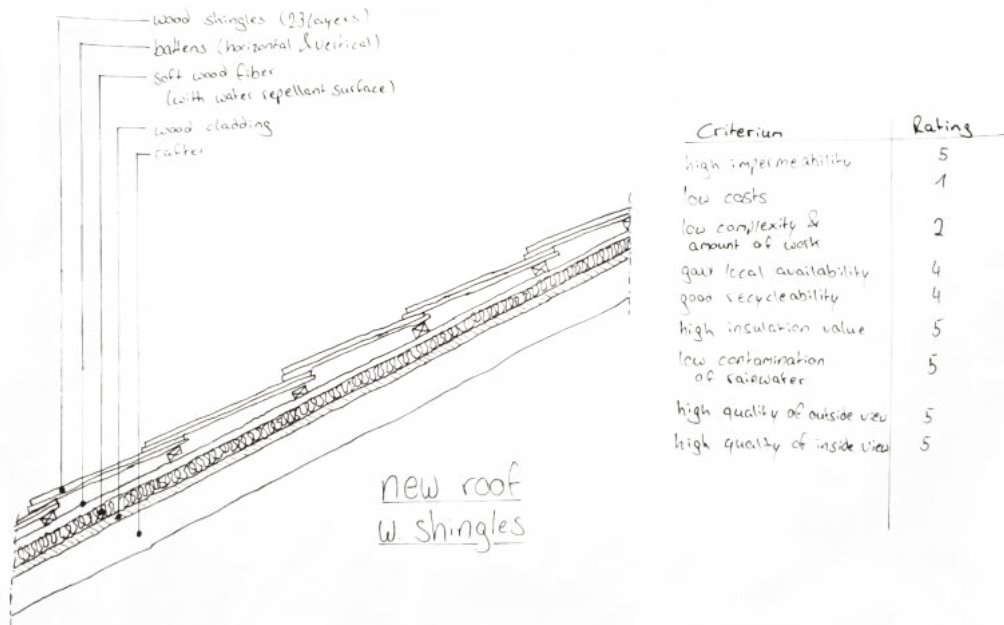 wood shingles (23 layers)
battens (horizontal & vertical)
soft wood fiber
(with water repellent surface)
wood cladding
rafter
Criterium Rating
high impermeability 5
low costs 1
low complexity &
amount of work 2
local availability 4
good recycleability 4
high insulation value 5
low contamination
of rainwater 5
high quality of outside view 5
high quality of inside view 5
new roof
w. shingles